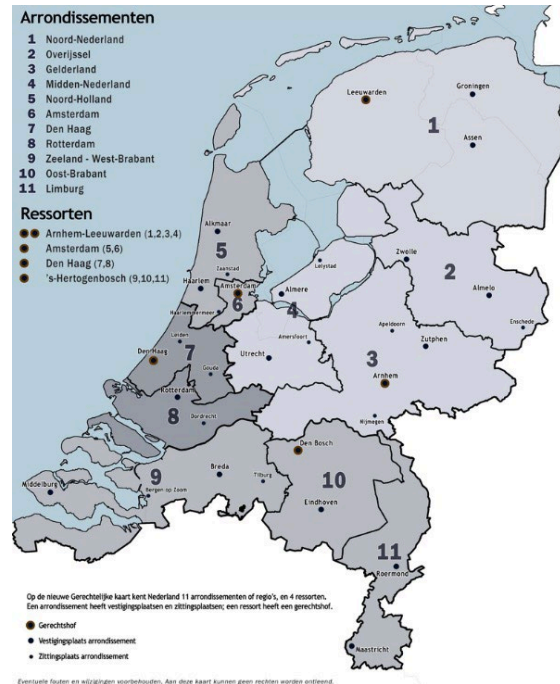 Arrondissementen
1 Noord-Nederland
2 Overijssel
3 Gelderland
4 Midden-Nederland
5 Noord-Holland
6 Amsterdam
7 Den Haag
8 Rotterdam
9 Zeeland - West-Brabant
10 Oost-Brabant
11 Limburg
Ressorten
Arnhem-Leeuwarden (1,2,3,4)
Amsterdam (5,6)
Den Haag (7,8)
's-Hertogenbosch (9,10,11)
Leeuwarden
Groningen
1
Assen
Alkmaar
5
Zaanstad
Haarlem
Amsterdam
6
Haarlemmermeer
Lelystad
Almere
4
Zwolle
2
Almelo
Enschede
Leiden
7
Den Haag
Gouda
Utrecht
Amersfoort
Apeldoorn
Zutphen
3
Arnhem
Nijmegen
Rotterdam
8
Dordrecht
Den Bosch
9
Breda
Tilburg
10
Middelburg
Bergen op Zoom
Eindhoven
11
Roermond
Maastricht
Op de nieuwe Gerechtelijke kaart kent Nederland 11 arrondissementen of regio's, en 4 ressorten.
Een arrondissement heeft vestigingsplaatsen en zittingsplaatsen; een ressort heeft een gerechtshof.
Gerechtshof
Vestigingsplaats arrondissement
Zittingsplaats arrondissement
Eventuele fouten en wijzigingen voorbehouden. Aan deze kaart kunnen geen rechten worden ontleend.